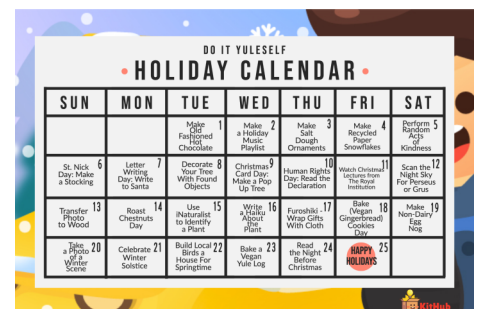 DO IT YULESELF
• HOLIDAY CALENDAR •
SUN MON TUE WED THU FRI SAT
Make Old Fashioned Hot Ocolate 1
Make a Holiday Music Playlist 2
Make Salt Dough Ornaments 3
Make Recycled Paper Snowflakes 4
Perform Random Acts of Kindness 5
St. Nick Day: Make a Stocking 6
Letter Writing Day: Write to Santa 7
Decorate Your Tree With Found Objects 8
Christmas Card Day: Make a Pop Up Tree 9
Human Rights Day: Read the Declaration 10
Watch Christmas Lectures from The Royal Institution 11
Scan the Night Sky For Perseus or Grus 12
Transfer Photo to Wood 13
Roast Chestnuts Day 14
Use iNaturalist to Identify a Plant 15
Write a Haiku About the Plant 16
Furoshiki - Wrap Gifts With Cloth 17
Bake (Vegan Gingerbread) Cookies Day 18
Make Non-Dairy Egg Nog 19
Take a Photo of a Winter Scene 20
Celebrate Winter Solstice 21
Build Local Birds a House For Springtime 22
Bake a Vegan Yule Log 23
Read the Night Before Christmas 24
HAPPY HOLIDAYS 25
KitHub